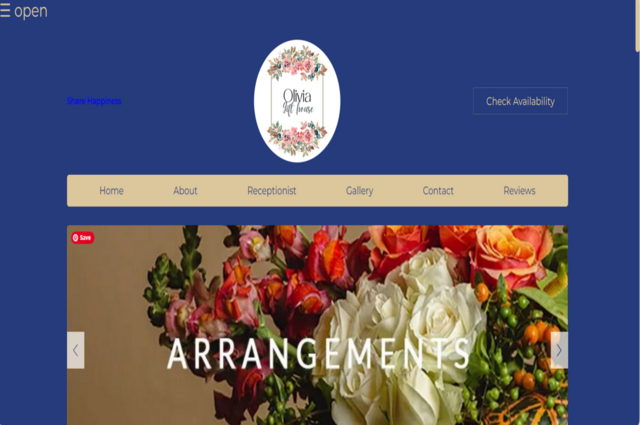 ☰ open
Share Happiness
Olivia
Gift house
Check Availability
Home About Receptionist Gallery Contact Reviews
Save
ARRANGEMENTS